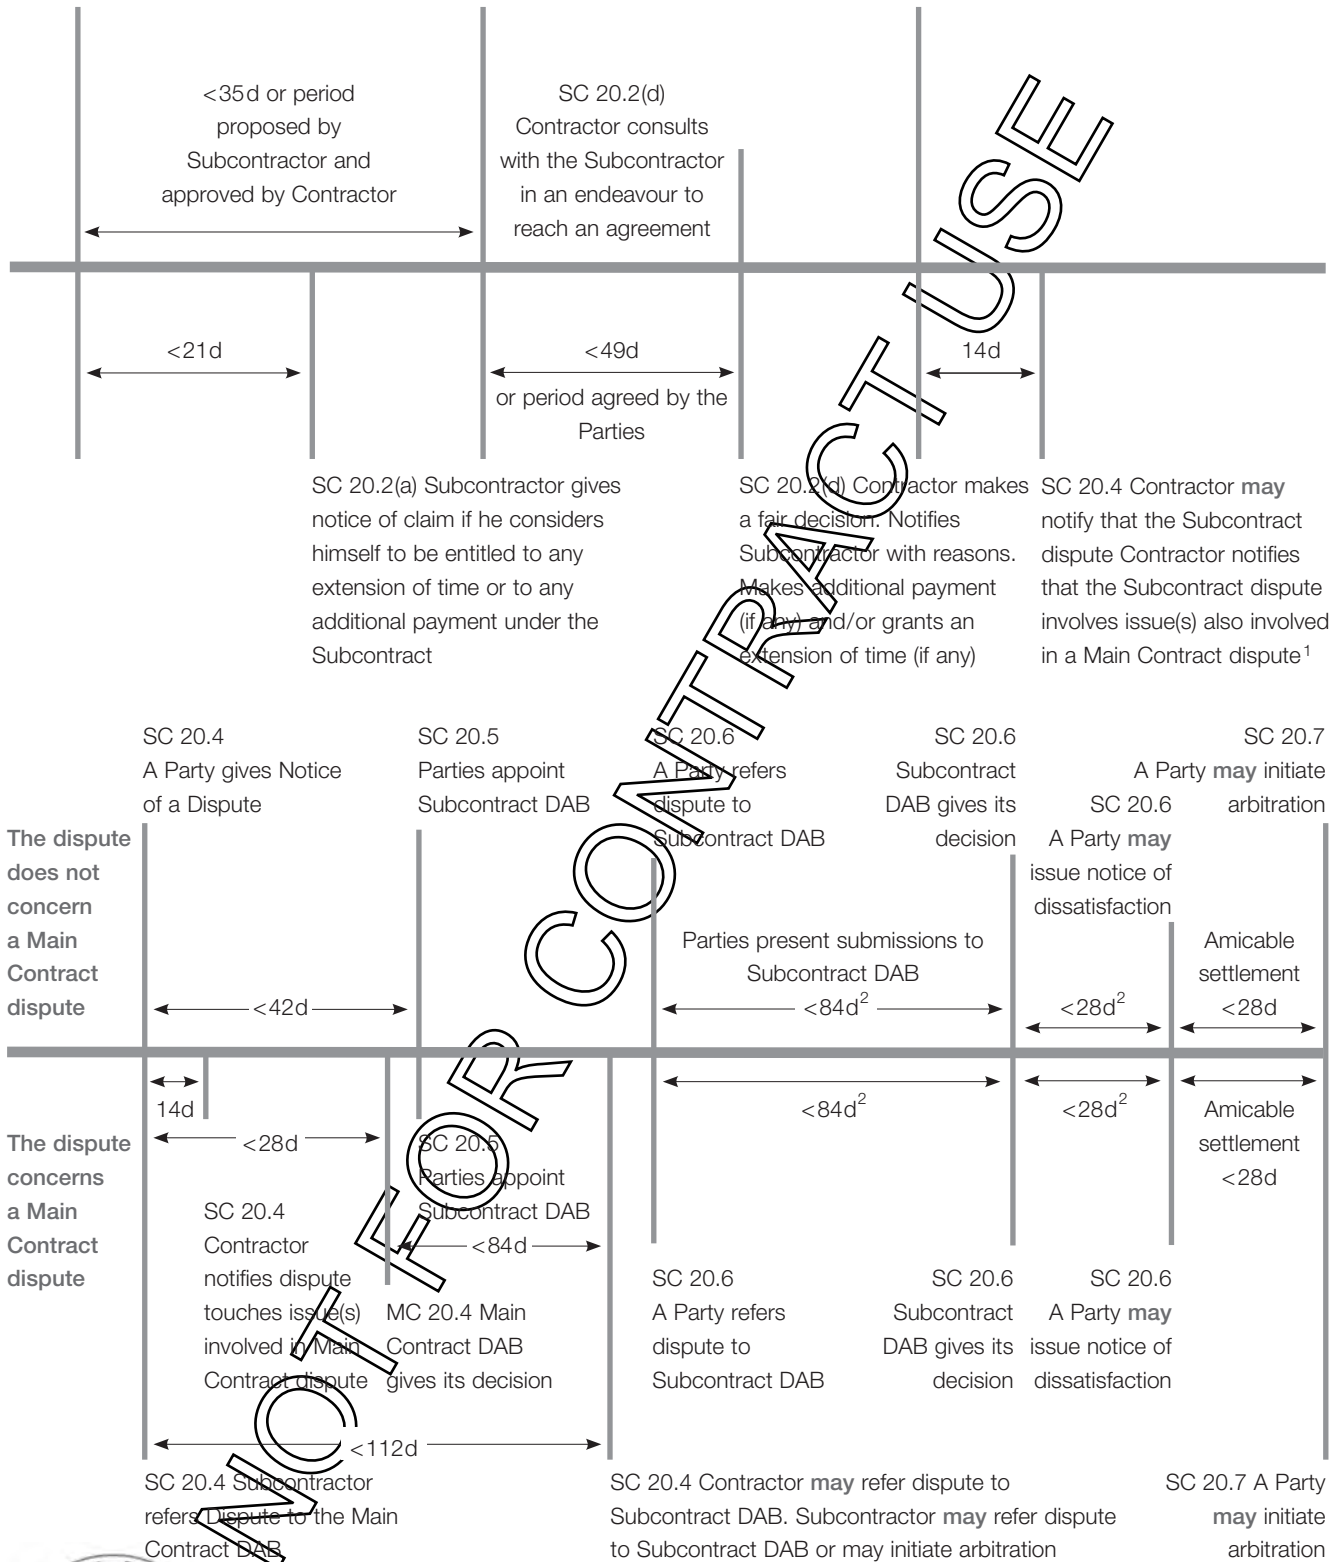 <35d or period
proposed by
Subcontractor and
approved by Contractor
SC 20.2(d)
Contractor consults
with the Subcontractor
in an endeavour to
reach an agreement
<21d
<49d
or period agreed by the
Parties
14d
SC 20.2(a) Subcontractor gives
notice of claim if he considers
himself to be entitled to any
extension of time or to any
additional payment under the
Subcontract
SC 20.2(d) Contractor makes
a fair decision. Notifies
Subcontractor with reasons.
Makes additional payment
(if any) and/or grants an
extension of time (if any)
SC 20.4 Contractor may
notify that the Subcontract
dispute Contractor notifies
that the Subcontract dispute
involves issue(s) also involved
in a Main Contract dispute1
The dispute
does not
concern
a Main
Contract
dispute
SC 20.4
A Party gives Notice
of a Dispute
SC 20.5
Parties appoint
Subcontract DAB
SC 20.6
A Party refers
dispute to
Subcontract DAB
SC 20.6
Subcontract
DAB gives its
decision
SC 20.6
A Party may
issue notice of
dissatisfaction
SC 20.7
A Party may initiate
arbitration
<42d
Parties present submissions to
Subcontract DAB
<84d2
<28d2
Amicable
settlement
<28d
14d
<28d
<84d2
<28d2
Amicable
settlement
<28d
The dispute
concerns
a Main
Contract
dispute
SC 20.5
Parties appoint
Subcontract DAB
<84d
SC 20.4
Contractor
notifies dispute
touches issue(s)
involved in Main
Contract dispute
MC 20.4 Main
Contract DAB
gives its decision
SC 20.6
A Party refers
dispute to
Subcontract DAB
SC 20.6
Subcontract
DAB gives its
decision
SC 20.6
A Party may
issue notice of
dissatisfaction
<112d
SC 20.4 Subcontractor
refers Dispute to the Main
Contract DAB
SC 20.4 Contractor may refer dispute to
Subcontract DAB. Subcontractor may refer dispute
to Subcontract DAB or may initiate arbitration
SC 20.7 A Party
may initiate
arbitration
NOT FOR CONTRACT USE